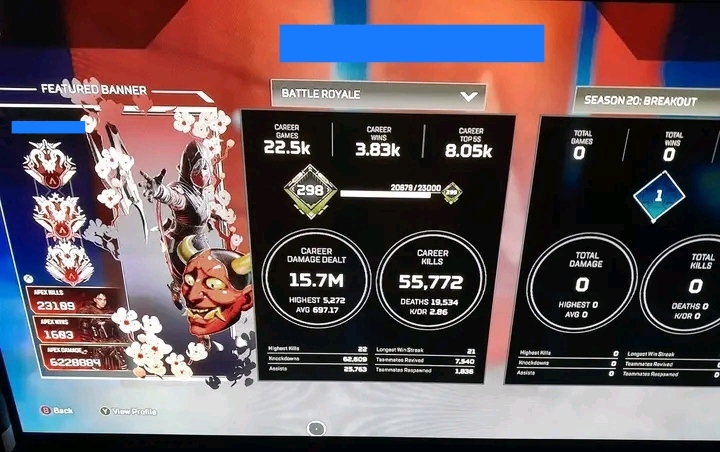 FEATURED BANNER
APEX KILLS
23189
APEX WINS
1603
APEX DAMAGE
6228884
B Back
Y View Profile
BATTLE ROYALE
CAREER GAMES
22.5k
CAREER WINS
3.83k
CAREER TOP 5S
8.05k
298
20678/23000
299
CAREER DAMAGE DEALT
15.7M
HIGHEST 5,272
AVG 697.17
CAREER KILLS
55,772
DEATHS 19,534
K/DR 2.86
Highest Kills 22
Knockdowns 62,609
Assists 25,763
Longest Win Streak 21
Teammates Revived 7,540
Teammates Respawned 1,836
SEASON 20: BREAKOUT
TOTAL GAMES
0
TOTAL WINS
0
1
TOTAL DAMAGE
0
HIGHEST 0
AVG 0
TOTAL KILLS
0
DEATHS 0
K/DR 0
Highest Kills 0
Knockdowns 0
Assists 0
Longest Win Streak
Teammates Revived
Teammates Respawned